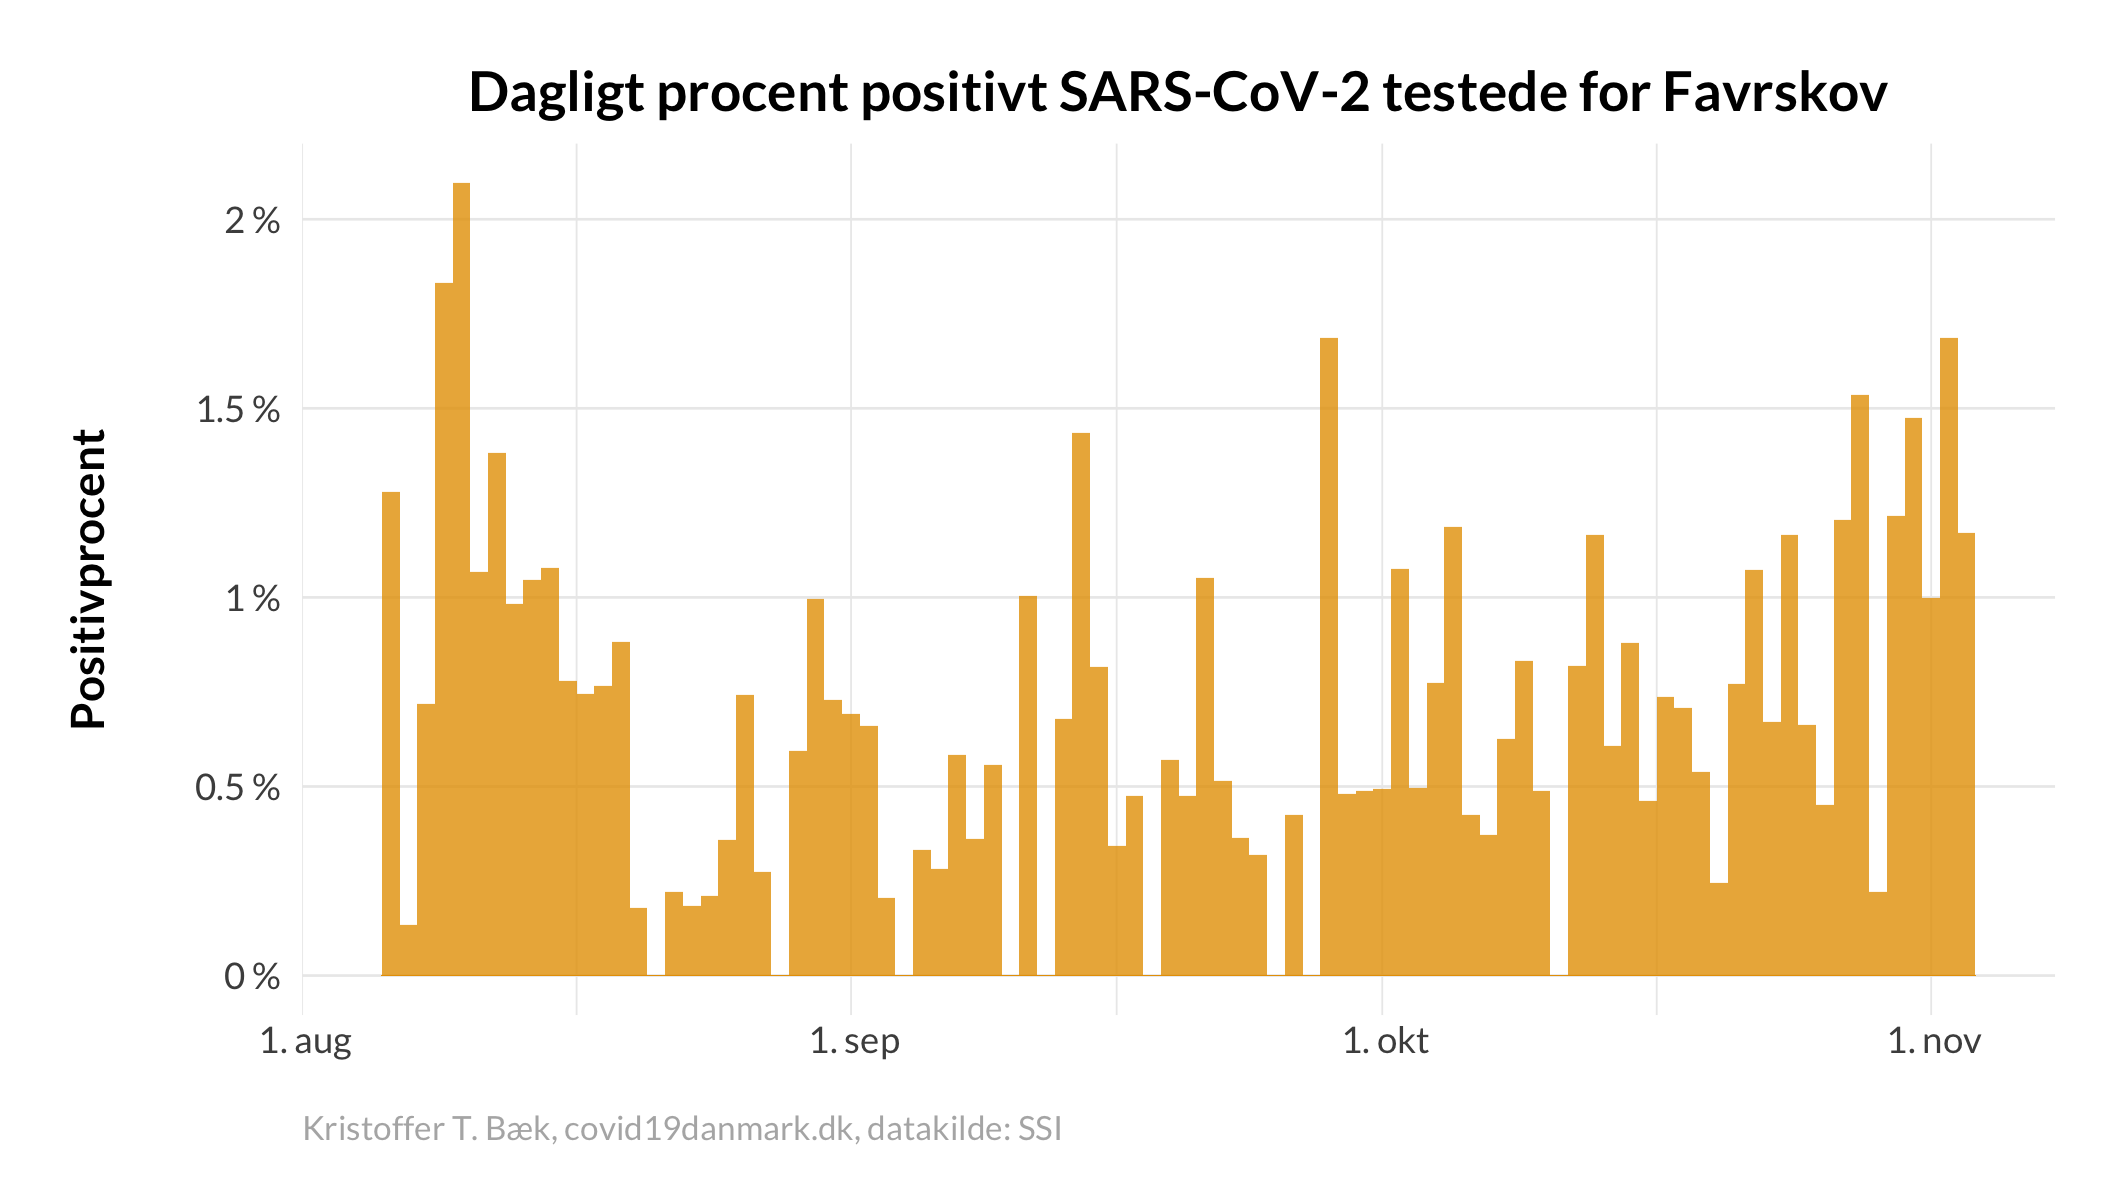 Dagligt procent positivt SARS-CoV-2 testede for Favrskov
Positivprocent
2 %
1.5 %
1 %
0.5 %
0 %
1. aug
1. sep
1. okt
1. nov
Kristoffer T. Bæk, covid19danmark.dk, datakilde: SSI